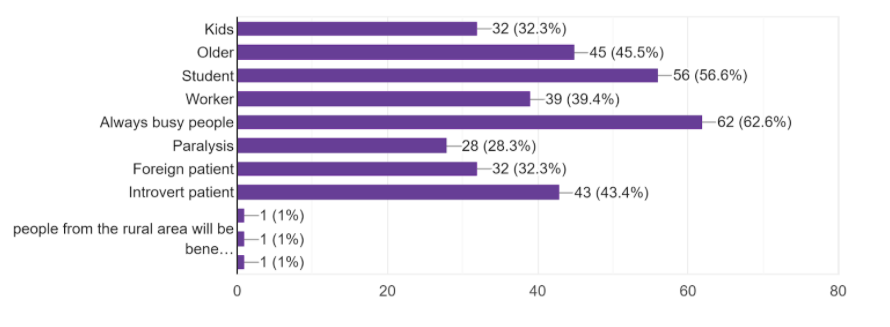 Kids
32 (32.3%)
Older
45 (45.5%)
Student
56 (56.6%)
Worker
39 (39.4%)
Always busy people
62 (62.6%)
Paralysis
28 (28.3%)
Foreign patient
32 (32.3%)
Introvert patient
43 (43.4%)
1 (1%)
people from the rural area will be
bene…
1 (1%)
1 (1%)
0
20
40
60
80